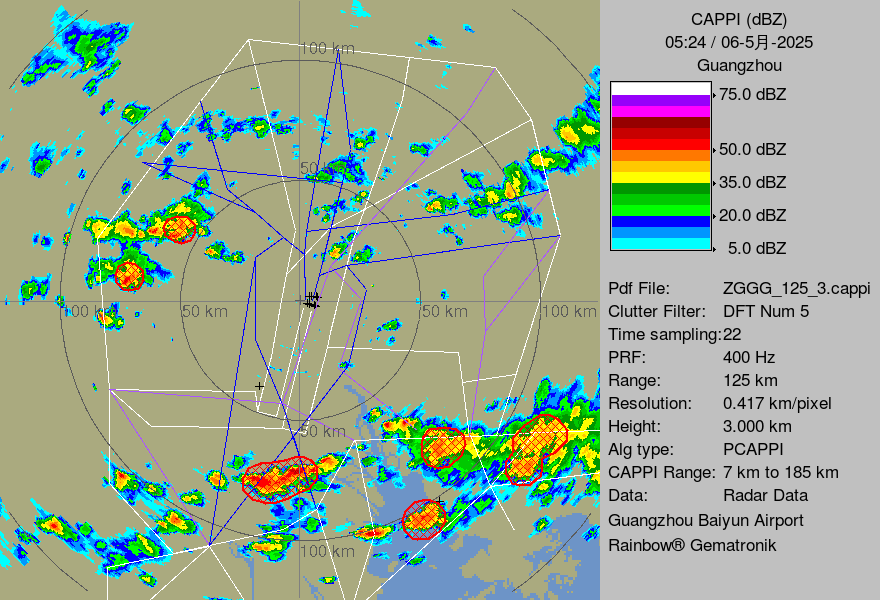 CAPPI (dBZ)
05:24 / 06-5月-2025
Guangzhou
75.0 dBZ
50.0 dBZ
35.0 dBZ
20.0 dBZ
5.0 dBZ
Pdf File: ZGGG_125_3.cappi
Clutter Filter: DFT Num 5
Time sampling:22
PRF: 400 Hz
Range: 125 km
Resolution: 0.417 km/pixel
Height: 3.000 km
Alg type: PCAPPI
CAPPI Range: 7 km to 185 km
Data: Radar Data
Guangzhou Baiyun Airport
Rainbow® Gematronik
100 km
50 km
100 km 50 km 50 km 100 km
50 km
100 km